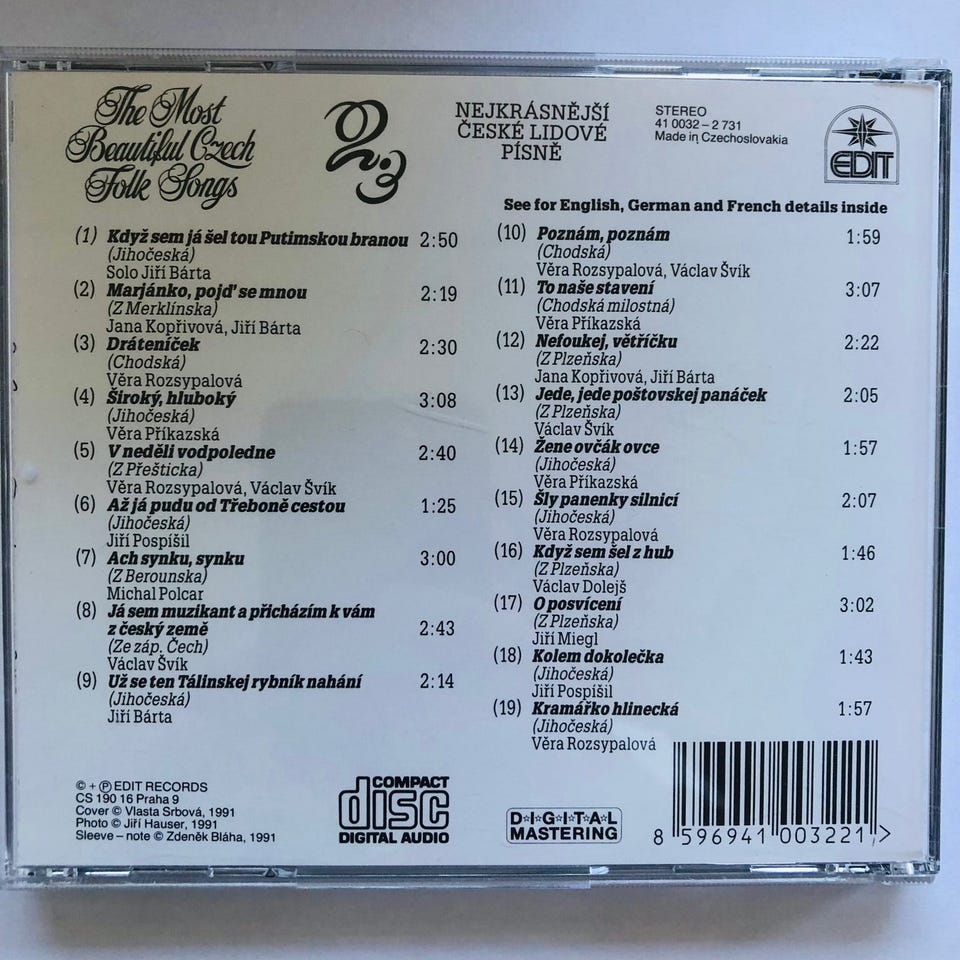 The Most
Beautiful Czech
Folk Songs
2.3
NEJKRÁSNĚJŠÍ
ČESKÉ LIDOVÉ
PÍSNĚ
STEREO
41 0032–2 731
Made in Czechoslovakia
EDIT
See for English, German and French details inside
(1) Když sem já šel tou Putimskou branou 2:50
(Jihočeská)
Solo Jiří Bárta
(2) Marjánko, pojď se mnou 2:19
(Z Merklínska)
Jana Kopřivová, Jiří Bárta
(3) Dráteníček 2:30
(Chodská)
Věra Rozsypalová
(4) Široký, hluboký 3:08
(Jihočeská)
Věra Příkazská
(5) V neděli vodpoledne 2:40
(Z Přešticka)
Věra Rozsypalová, Václav Švík
(6) Až já pudu od Třeboně cestou 1:25
(Jihočeská)
Jiří Pospíšil
(7) Ach synku, synku 3:00
(Z Berounska)
Michal Polcar
(8) Já sem muzikant a přicházím k vám
z český země 2:43
(Ze záp. Čech)
Václav Švík
(9) Už se ten Tálinskej rybník nahání 2:14
(Jihočeská)
Jiří Bárta
(10) Poznám, poznám 1:59
(Chodská)
Věra Rozsypalová, Václav Švík
(11) To naše stavení 3:07
(Chodská milostná)
Věra Příkazská
(12) Nefoukej, větříčku 2:22
(Z Plzeňska)
Jana Kopřivová, Jiří Bárta
(13) Jede, jede poštovskej panáček 2:05
(Z Plzeňska)
Václav Švík
(14) Žene ovčák ovce 1:57
(Jihočeská)
Věra Příkazská
(15) Šly panenky silnicí 2:07
(Jihočeská)
Věra Rozsypalová
(16) Když sem šel z hub 1:46
(Z Plzeňska)
Václav Dolejš
(17) O posvícení 3:02
(Z Plzeňska)
Jiří Miegl
(18) Kolem dokolečka 1:43
(Jihočeská)
Jiří Pospíšil
(19) Kramářko hlinecká 1:57
(Jihočeská)
Věra Rozsypalová
© + ℗ EDIT RECORDS
CS 190 16 Praha 9
Cover © Vlasta Srbová, 1991
Photo © Jiří Hauser, 1991
Sleeve – note © Zdeněk Bláha, 1991
COMPACT
disc
DIGITAL AUDIO
DIGITAL
MASTERING
8 596941 003221 >